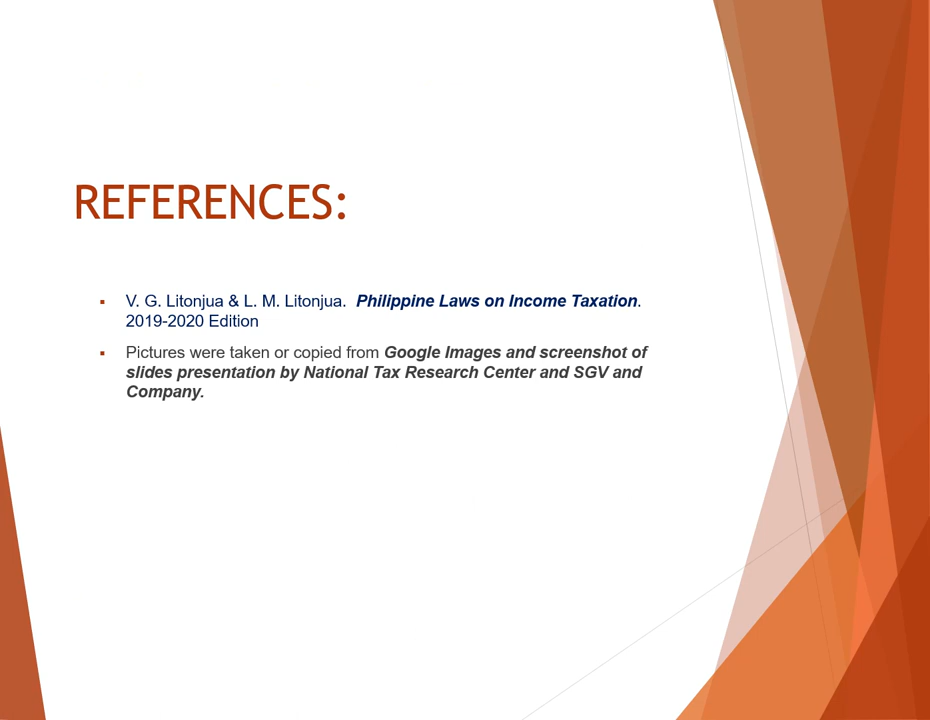 REFERENCES:
▪ V. G. Litonjua & L. M. Litonjua.  Philippine Laws on Income Taxation.
2019-2020 Edition
▪ Pictures were taken or copied from Google Images and screenshot of
slides presentation by National Tax Research Center and SGV and
Company.